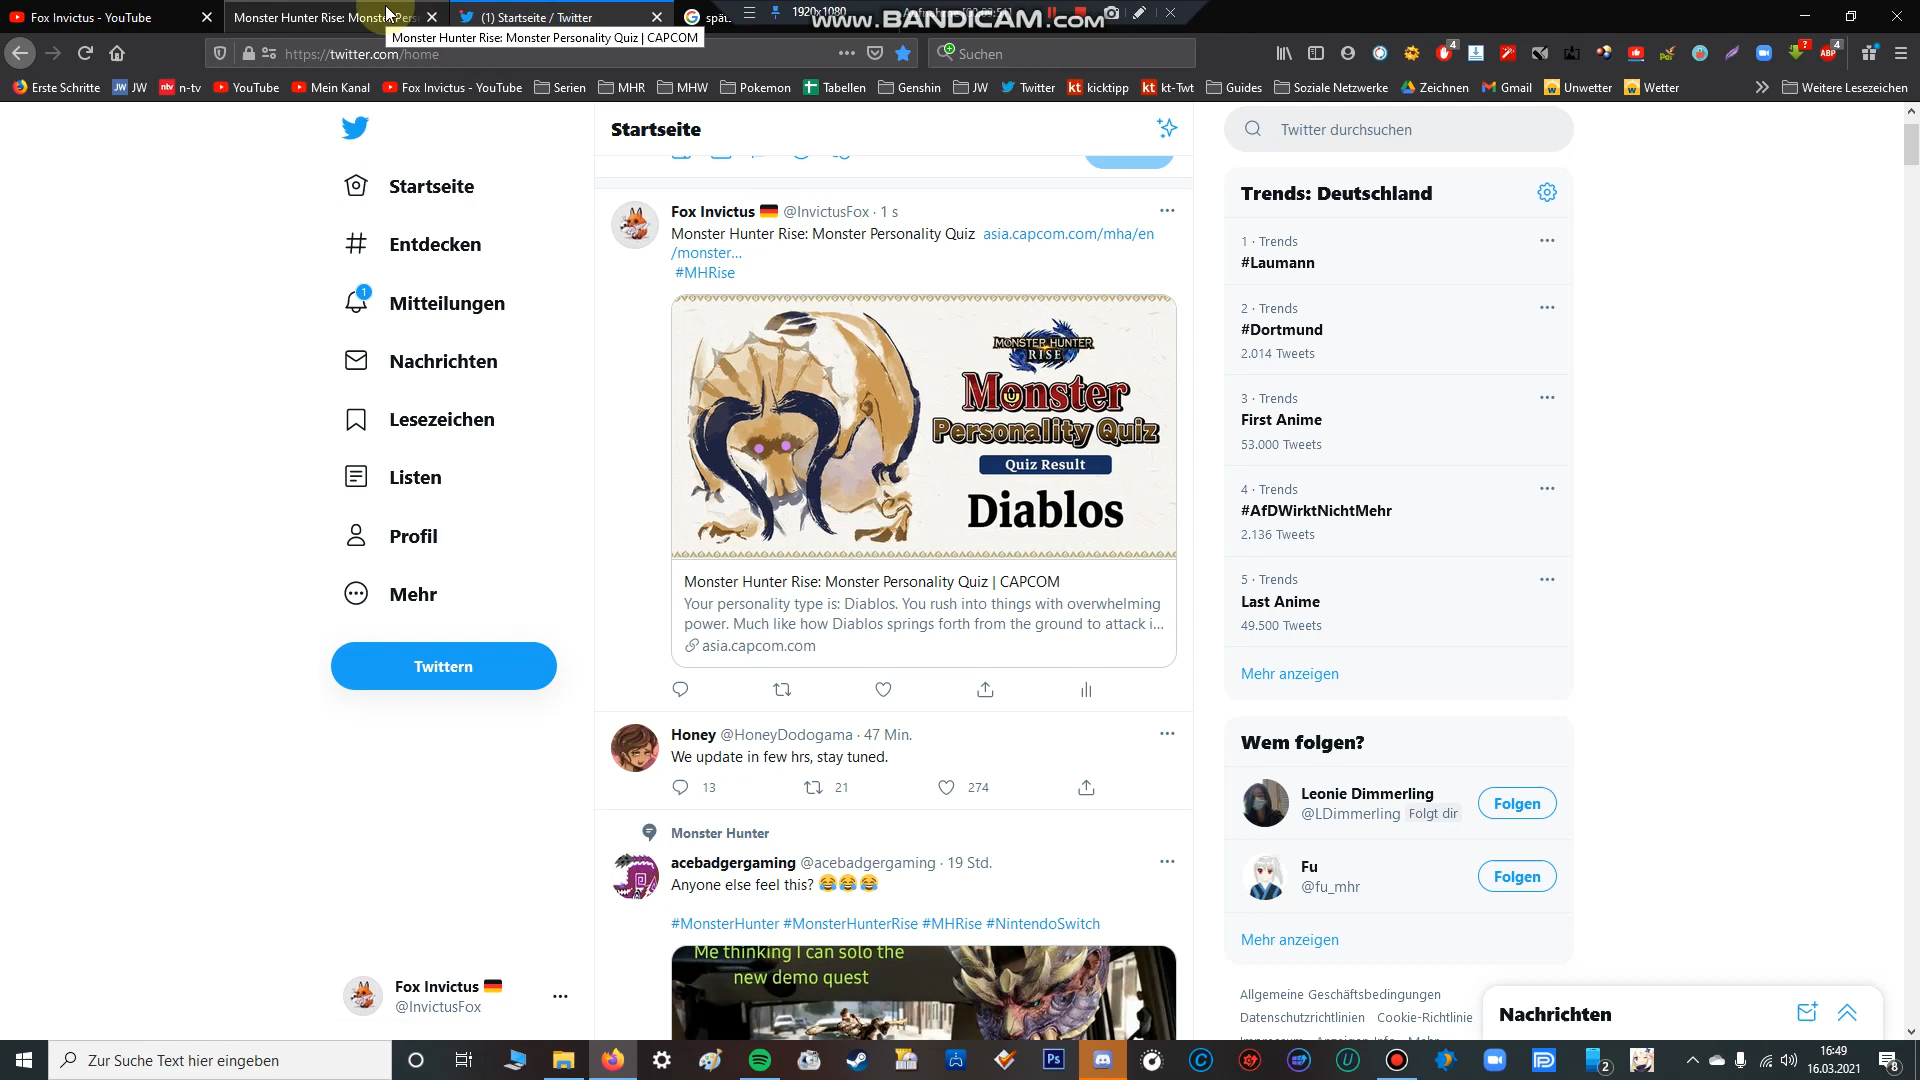 Fox Invictus - YouTube
Monster Hunter Rise: Monster Pers
(1) Startseite / Twitter
spät
1920x1080
www.BANDICAM.com
Monster Hunter Rise: Monster Personality Quiz | CAPCOM
https://twitter.com/home
Suchen
Erste Schritte
JW
n-tv
YouTube
Mein Kanal
Fox Invictus - YouTube
Serien
MHR
MHW
Pokemon
Tabellen
Genshin
JW
Twitter
kicktipp
kt-Twt
Guides
Soziale Netzwerke
Zeichnen
Gmail
Unwetter
Wetter
Weitere Lesezeichen
Startseite
Entdecken
Mitteilungen
1
Nachrichten
Lesezeichen
Listen
Profil
Mehr
Twittern
Fox Invictus
@InvictusFox
Startseite
Fox Invictus @InvictusFox · 1 s
Monster Hunter Rise: Monster Personality Quiz asia.capcom.com/mha/en
/monster...
#MHRise
MONSTER HUNTER
RISE
Monster
Personality Quiz
Quiz Result
Diablos
Monster Hunter Rise: Monster Personality Quiz | CAPCOM
Your personality type is: Diablos. You rush into things with overwhelming
power. Much like how Diablos springs forth from the ground to attack i...
asia.capcom.com
Honey @HoneyDodogama · 47 Min.
We update in few hrs, stay tuned.
13
21
274
Monster Hunter
acebadgergaming @acebadgergaming · 19 Std.
Anyone else feel this? 😂😂😂
#MonsterHunter #MonsterHunterRise #MHRise #NintendoSwitch
Me thinking I can solo the
new demo quest
Twitter durchsuchen
Trends: Deutschland
1 · Trends
#Laumann
2 · Trends
#Dortmund
2.014 Tweets
3 · Trends
First Anime
53.000 Tweets
4 · Trends
#AfDWirktNichtMehr
2.136 Tweets
5 · Trends
Last Anime
49.500 Tweets
Mehr anzeigen
Wem folgen?
Leonie Dimmerling
@LDimmerling Folgt dir
Folgen
Fu
@fu_mhr
Folgen
Mehr anzeigen
Allgemeine Geschäftsbedingungen
Datenschutzrichtlinien Cookie-Richtlinie
Nachrichten
Zur Suche Text hier eingeben
16:49
16.03.2021